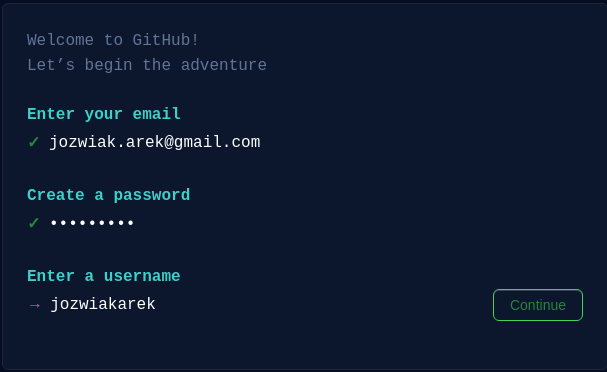 Welcome to GitHub!
Let’s begin the adventure
Enter your email
✓ jozwiak.arek@gmail.com
Create a password
✓ •••••••••
Enter a username
→ jozwiakarek
Continue